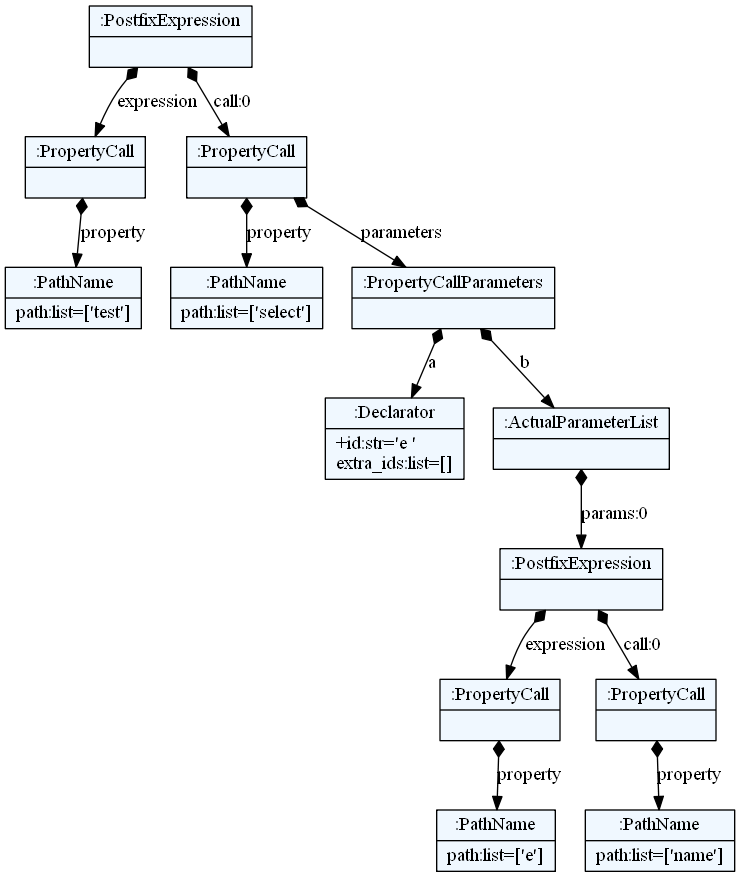 :PostfixExpression
expression
call:0
:PropertyCall
:PropertyCall
property
property
parameters
:PathName
path:list=['test']
:PathName
path:list=['select']
:PropertyCallParameters
a
b
:Declarator
+id:str='e '
extra_ids:list=[]
:ActualParameterList
params:0
:PostfixExpression
expression
call:0
:PropertyCall
:PropertyCall
property
property
:PathName
path:list=['e']
:PathName
path:list=['name']